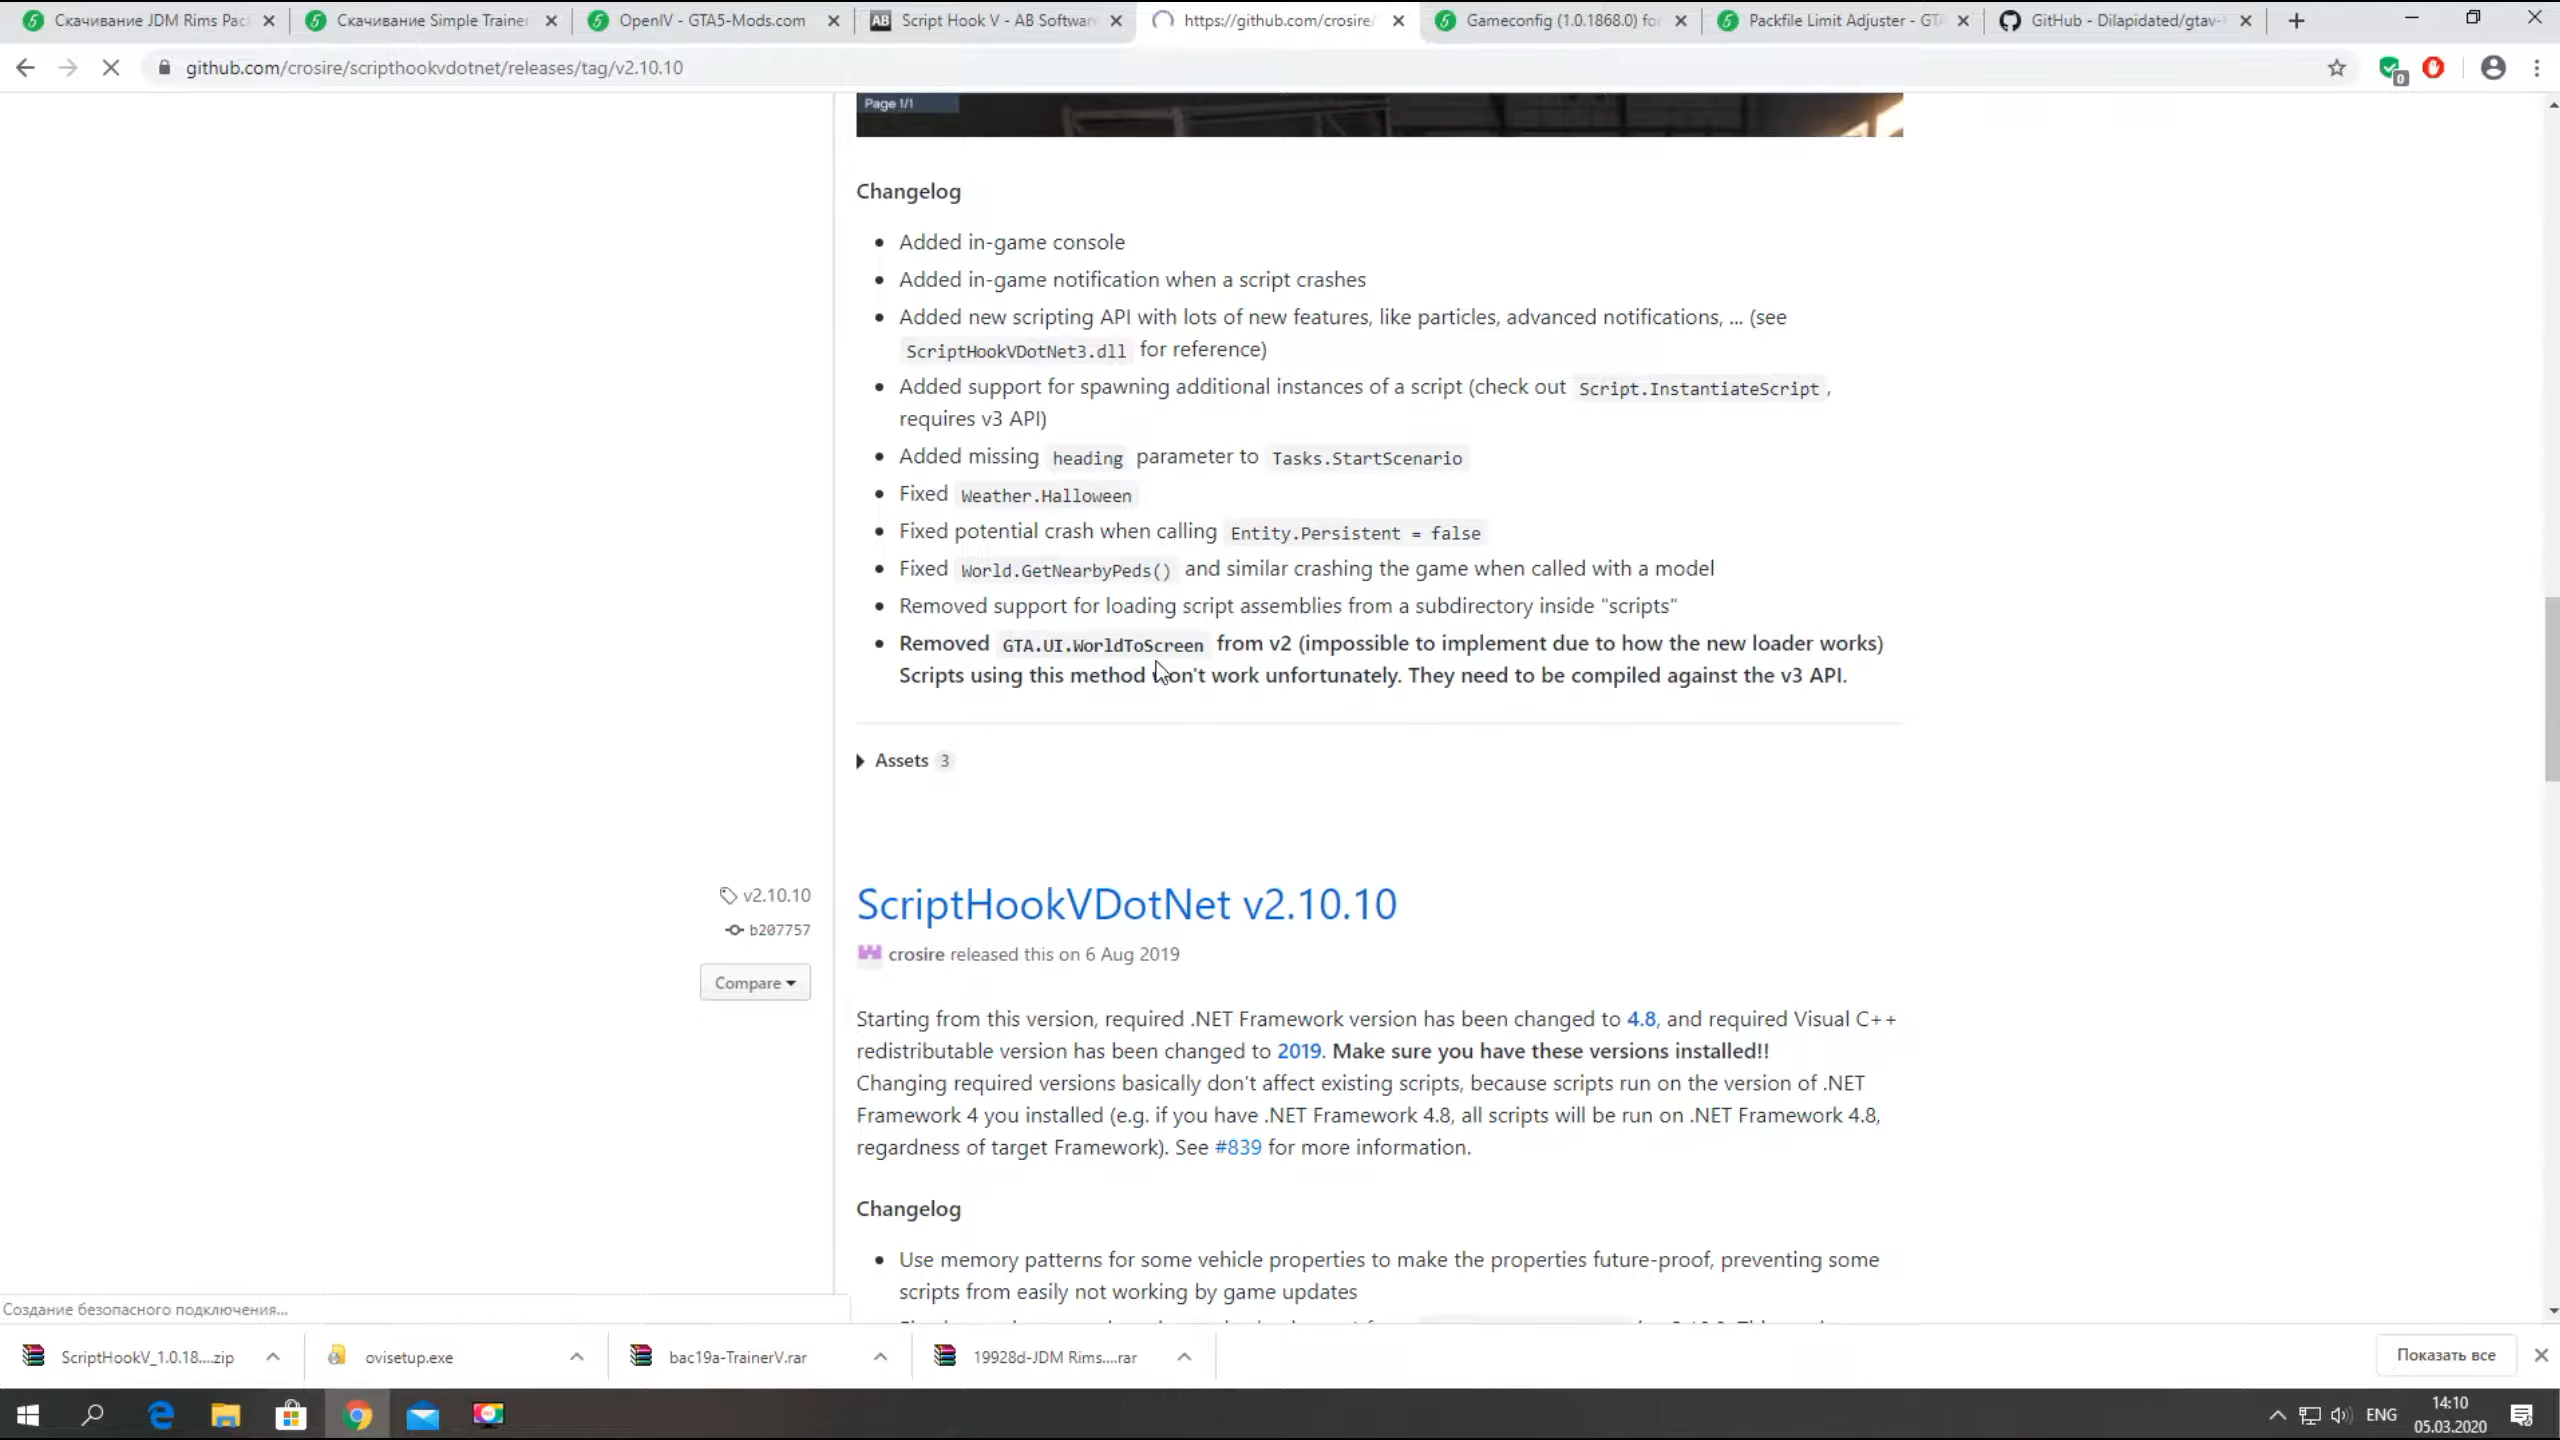 Скачивание JDM Rims Pac
Скачивание Simple Trainer
OpenIV - GTA5-Mods.com
AB Script Hook V - AB Softwar
https://github.com/crosire/
Gameconfig (1.0.1868.0) fo
Packfile Limit Adjuster - GT
GitHub - Dilapidated/gtav-
github.com/crosire/scripthookvdotnet/releases/tag/v2.10.10
0
Page 1/1
Changelog
Added in-game console
Added in-game notification when a script crashes
Added new scripting API with lots of new features, like particles, advanced notifications, ... (see
ScriptHookVDotNet3.dll for reference)
Added support for spawning additional instances of a script (check out Script.InstantiateScript,
requires v3 API)
Added missing heading parameter to Tasks.StartScenario
Fixed Weather.Halloween
Fixed potential crash when calling Entity.Persistent = false
Fixed World.GetNearbyPeds() and similar crashing the game when called with a model
Removed support for loading script assemblies from a subdirectory inside "scripts"
Removed GTA.UI.WorldToScreen from v2 (impossible to implement due to how the new loader works)
Scripts using this method won't work unfortunately. They need to be compiled against the v3 API.
Assets 3
v2.10.10
b207757
Compare
ScriptHookVDotNet v2.10.10
crosire released this on 6 Aug 2019
Starting from this version, required .NET Framework version has been changed to 4.8, and required Visual C++
redistributable version has been changed to 2019. Make sure you have these versions installed!!
Changing required versions basically don't affect existing scripts, because scripts run on the version of .NET
Framework 4 you installed (e.g. if you have .NET Framework 4.8, all scripts will be run on .NET Framework 4.8,
regardness of target Framework). See #839 for more information.
Changelog
Use memory patterns for some vehicle properties to make the properties future-proof, preventing some
scripts from easily not working by game updates
Создание безопасного подключения...
ScriptHookV_1.0.18....zip
ovisetup.exe
bac19a-TrainerV.rar
19928d-JDM Rims....rar
Показать все
ENG
14:10
05.03.2020